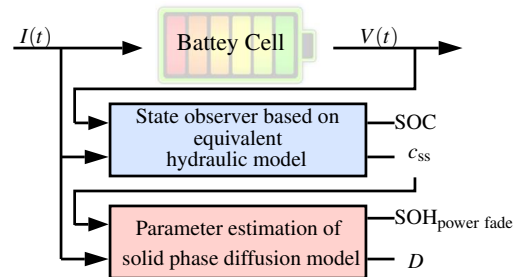 I(t)
Battey Cell
V(t)
State observer based on
equivalent
hydraulic model
SOC
c_ss
Parameter estimation of
solid phase diffusion model
SOH_power fade
D